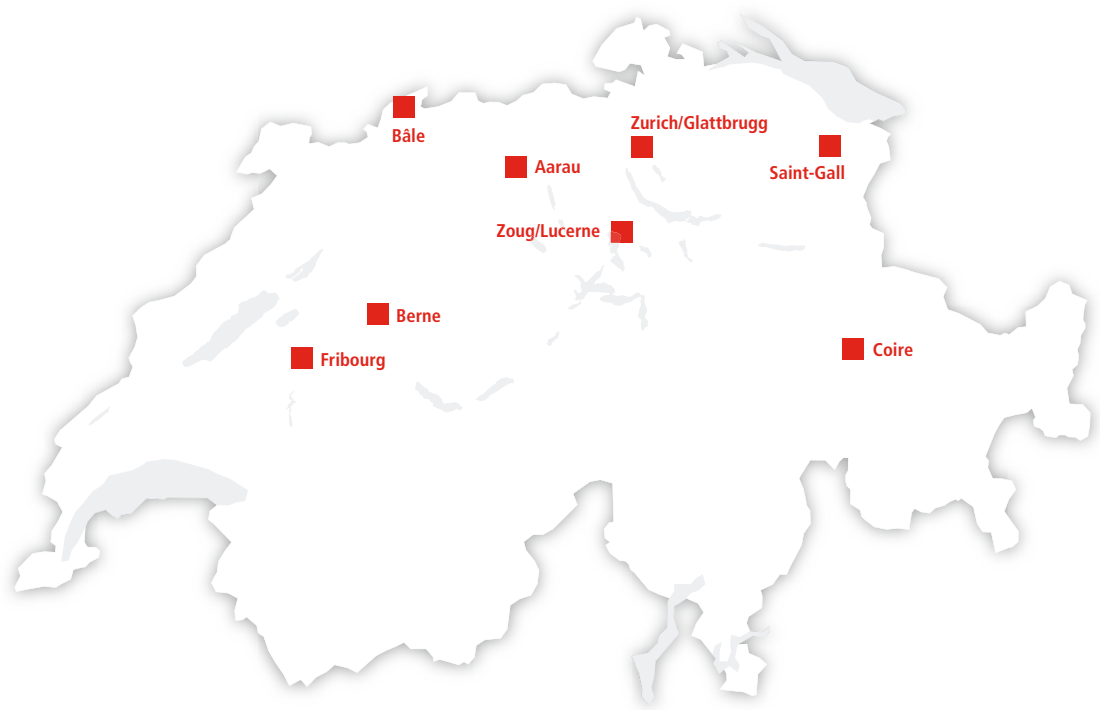 Bâle
Zurich/Glattbrugg
Aarau
Saint-Gall
Zoug/Lucerne
Berne
Fribourg
Coire